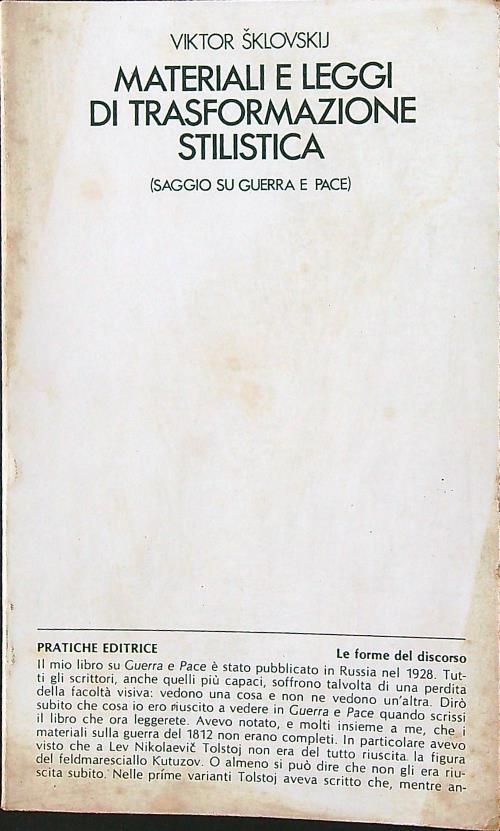 VIKTOR ŠKLOVSKIJ
MATERIALI E LEGGI
DI TRASFORMAZIONE
STILISTICA
(SAGGIO SU GUERRA E PACE)
PRATICHE EDITRICE
Le forme del discorso
Il mio libro su Guerra e Pace è stato pubblicato in Russia nel 1928. Tut-
ti gli scrittori, anche quelli più capaci, soffrono talvolta di una perdita
della facoltà visiva: vedono una cosa e non ne vedono un'altra. Dirò
subito che cosa io ero riuscito a vedere in Guerra e Pace quando scrissi
il libro che ora leggerete. Avevo notato, e molti insieme a me, che i
materiali sulla guerra del 1812 non erano completi. In particolare avevo
visto che a Lev Nikolaevič Tolstoj non era del tutto riuscita la figura
del feldmaresciallo Kutuzov. O almeno si può dire che non gli era riu-
scita subito. Nelle prime varianti Tolstoj aveva scritto che, mentre an-